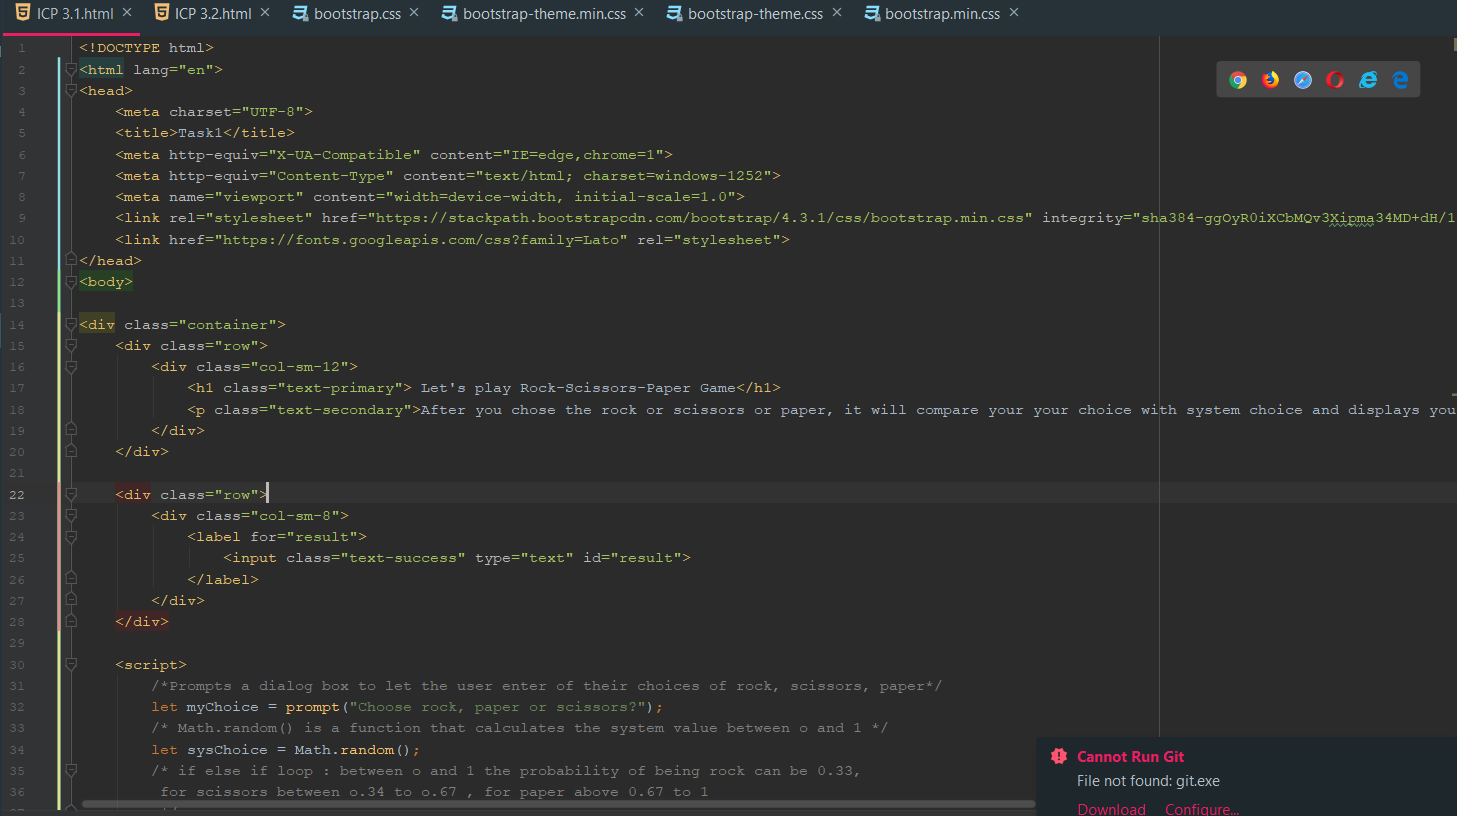 ICP 3.1.html ICP 3.2.html bootstrap.css bootstrap-theme.min.css bootstrap-theme.css bootstrap.min.css
1 <!DOCTYPE html>
2 <html lang="en">
3 <head>
4 <meta charset="UTF-8">
5 <title>Task1</title>
6 <meta http-equiv="X-UA-Compatible" content="IE=edge,chrome=1">
7 <meta http-equiv="Content-Type" content="text/html; charset=windows-1252">
8 <meta name="viewport" content="width=device-width, initial-scale=1.0">
9 <link rel="stylesheet" href="https://stackpath.bootstrapcdn.com/bootstrap/4.3.1/css/bootstrap.min.css" integrity="sha384-ggOyR0iXCbMQv3Xipma34MD+dH/1
10 <link href="https://fonts.googleapis.com/css?family=Lato" rel="stylesheet">
11 </head>
12 <body>
13
14 <div class="container">
15 <div class="row">
16 <div class="col-sm-12">
17 <h1 class="text-primary"> Let's play Rock-Scissors-Paper Game</h1>
18 <p class="text-secondary">After you chose the rock or scissors or paper, it will compare your your choice with system choice and displays you
19 </div>
20 </div>
21
22 <div class="row">
23 <div class="col-sm-8">
24 <label for="result">
25 <input class="text-success" type="text" id="result">
26 </label>
27 </div>
28 </div>
29
30 <script>
31 /*Prompts a dialog box to let the user enter of their choices of rock, scissors, paper*/
32 let myChoice = prompt("Choose rock, paper or scissors?");
33 /* Math.random() is a function that calculates the system value between o and 1 */
34 let sysChoice = Math.random();
35 /* if else if loop : between o and 1 the probability of being rock can be 0.33,
36 for scissors between o.34 to o.67 , for paper above 0.67 to 1
Cannot Run Git
File not found: git.exe
Download Configure...